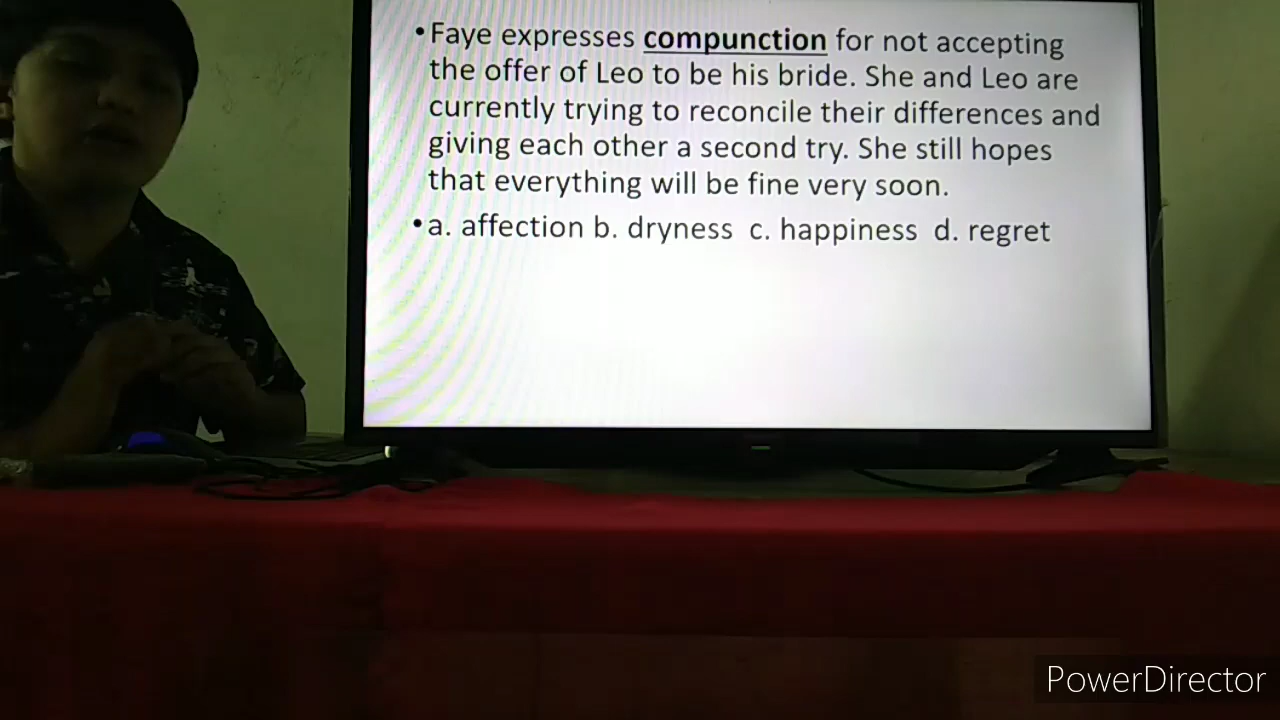 •Faye expresses compunction for not accepting
the offer of Leo to be his bride. She and Leo are
currently trying to reconcile their differences and
giving each other a second try. She still hopes
that everything will be fine very soon.
•a. affection b. dryness c. happiness d. regret
PowerDirector